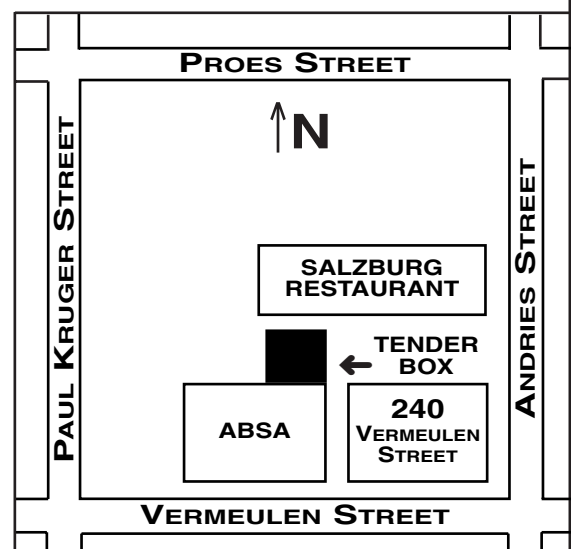 PROES STREET
N
PAUL KRUGER STREET
ANDRIES STREET
SALZBURG
RESTAURANT
TENDER
BOX
ABSA
240
VERMEULEN
STREET
VERMEULEN STREET